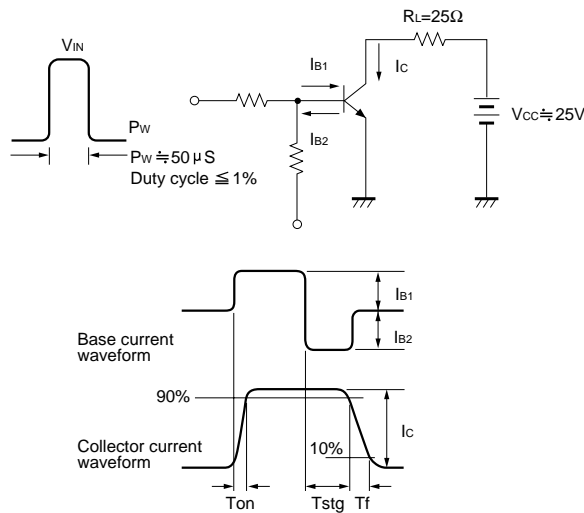 RL=25Ω
VIN
IB1
IC
PW
IB2
VCC≒25V
PW≒50μS
Duty cycle ≦ 1%
IB1
IB2
Base current
waveform
90%
IC
10%
Collector current
waveform
Ton
Tstg
Tf